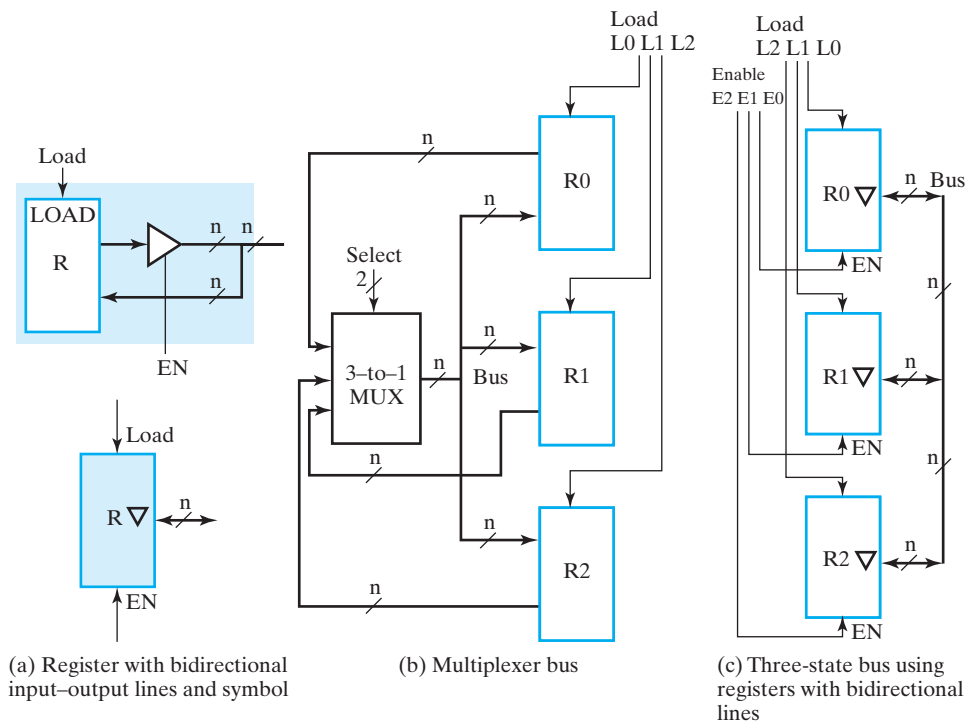 Load
LOAD
R
n
n
n
EN
Load
R
n
EN
(a) Register with bidirectional
input–output lines and symbol
Load
L0 L1 L2
n
R0
n
Select
2
3–to–1
MUX
n
Bus
n
R1
n
n
R2
n
(b) Multiplexer bus
Load
L2 L1 L0
Enable
E2 E1 E0
R0
n
Bus
EN
n
R1
n
EN
n
R2
n
EN
(c) Three-state bus using
registers with bidirectional
lines